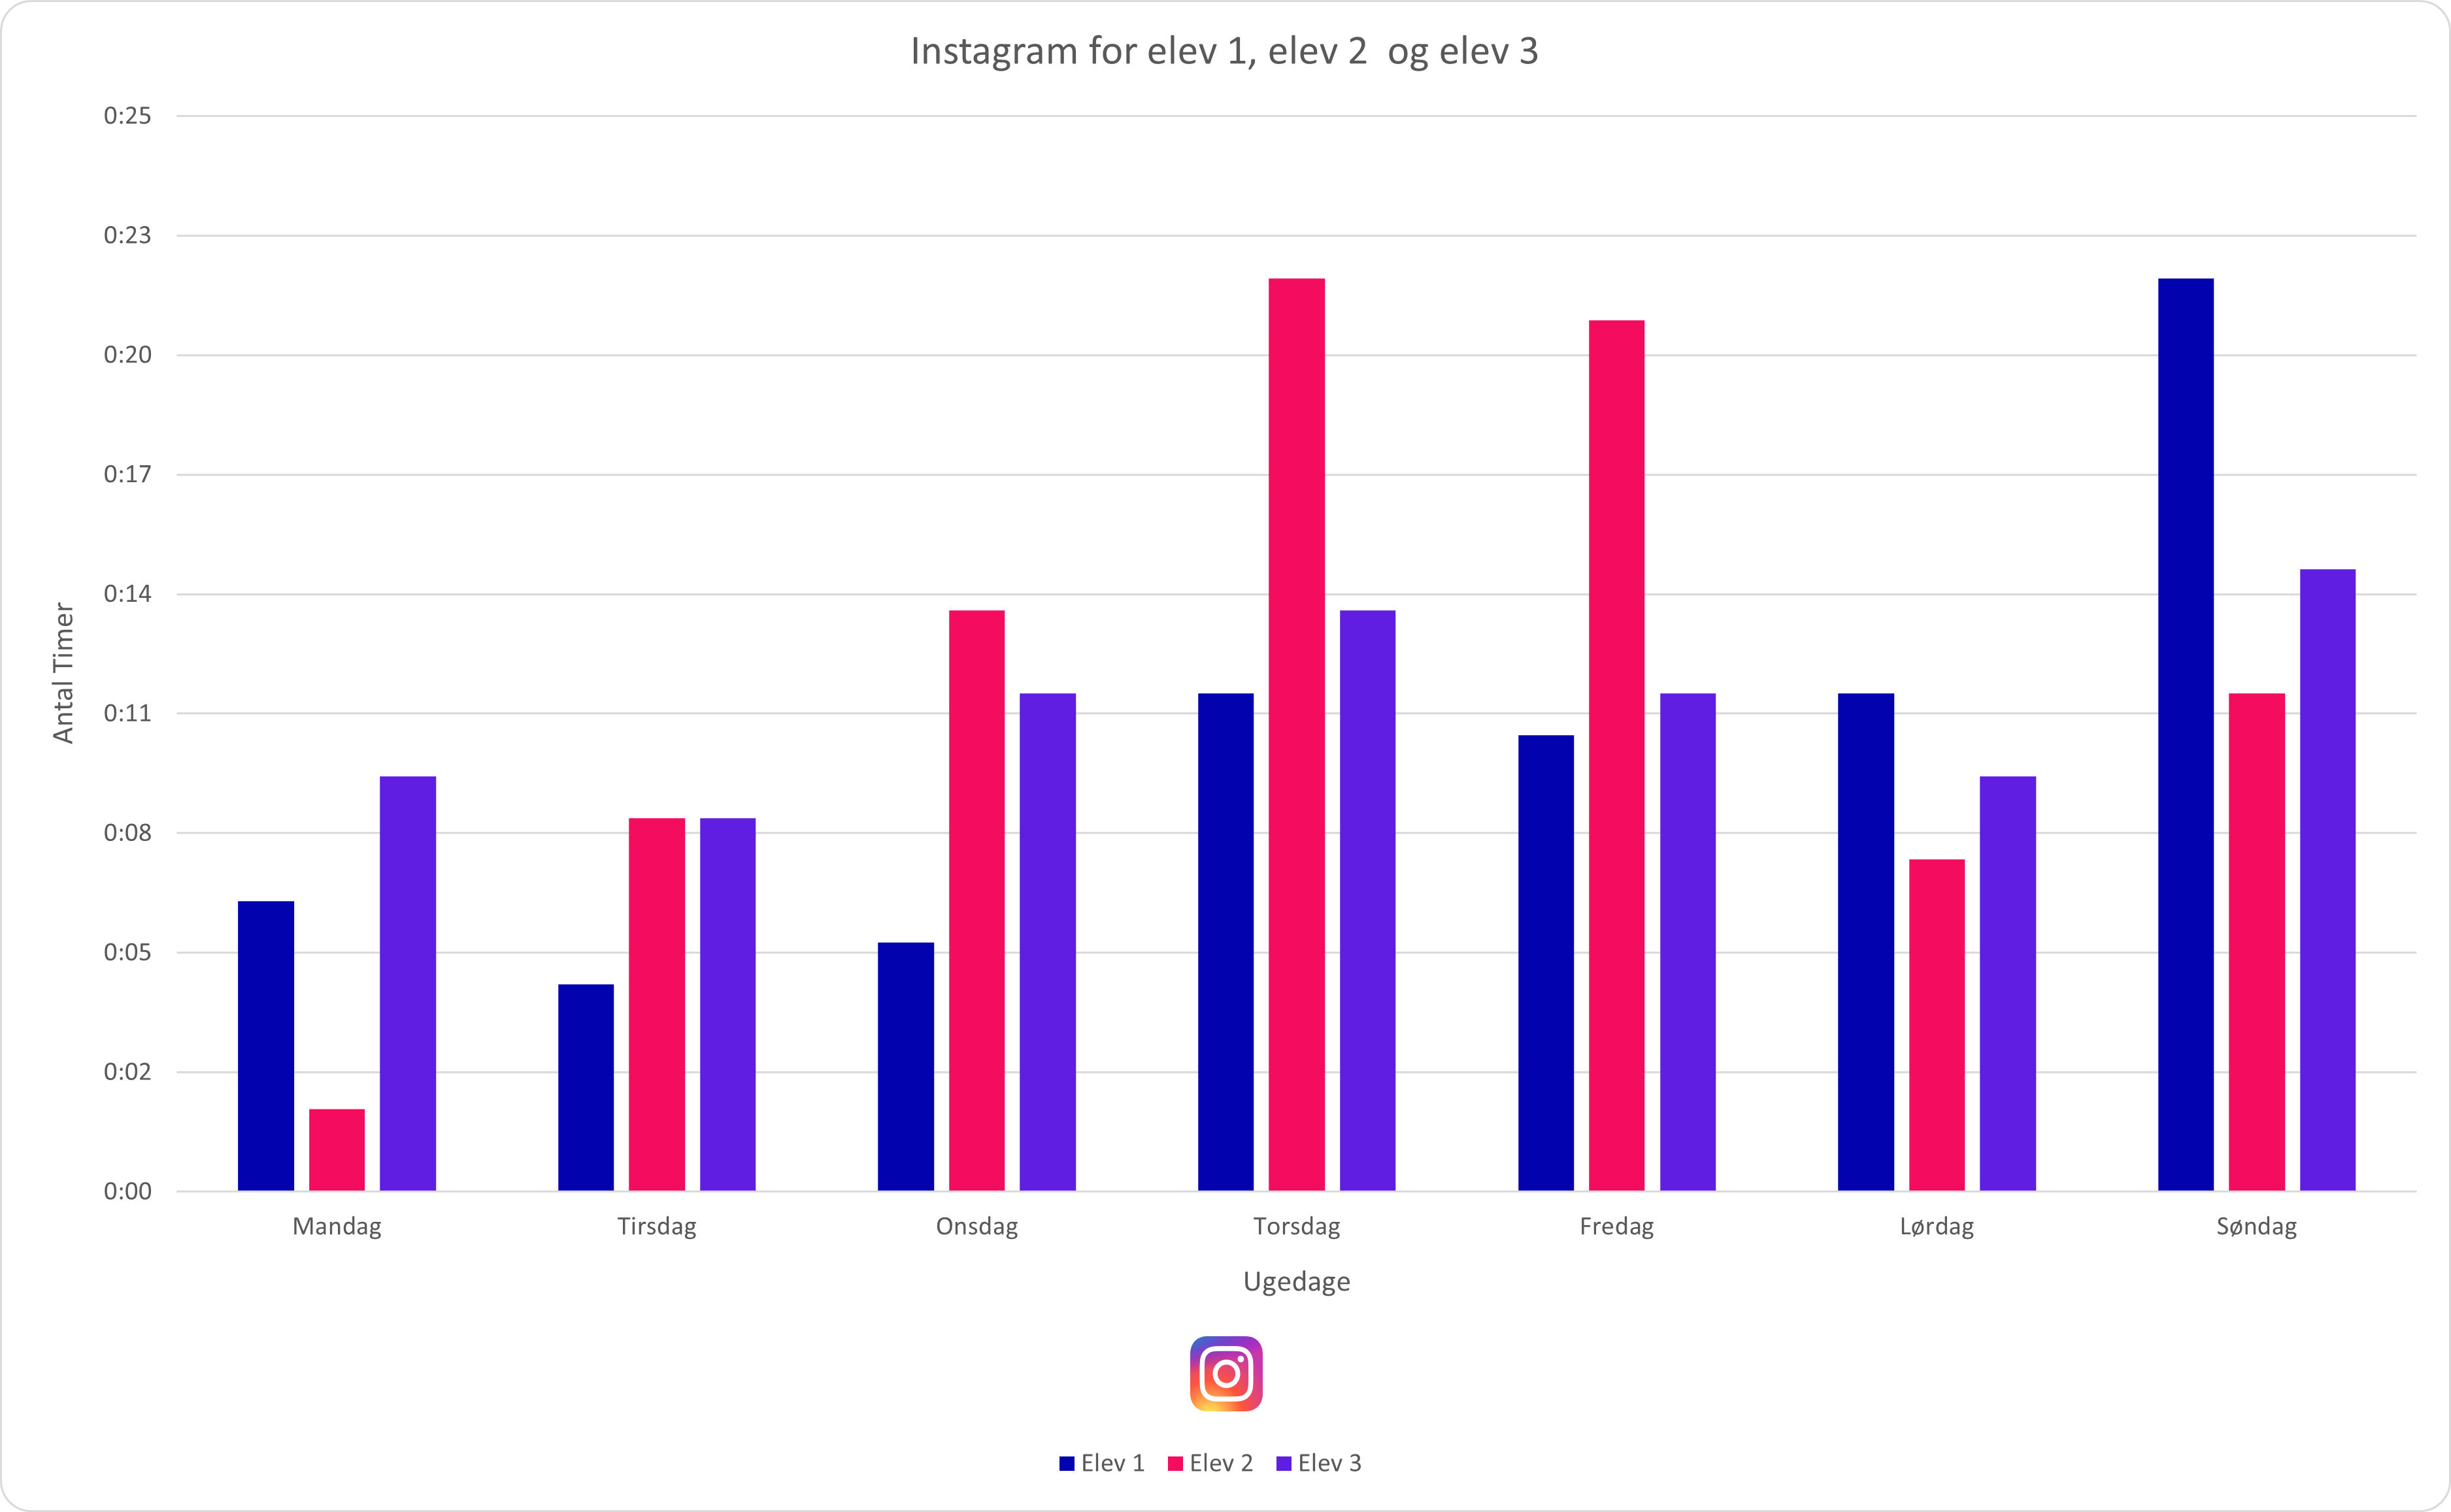 Instagram for elev 1, elev 2  og elev 3
0:25
0:23
0:20
0:17
0:14
0:11
0:08
0:05
0:02
0:00
Antal Timer
Mandag Tirsdag Onsdag Torsdag Fredag Lørdag Søndag
Ugedage
Elev 1 Elev 2 Elev 3